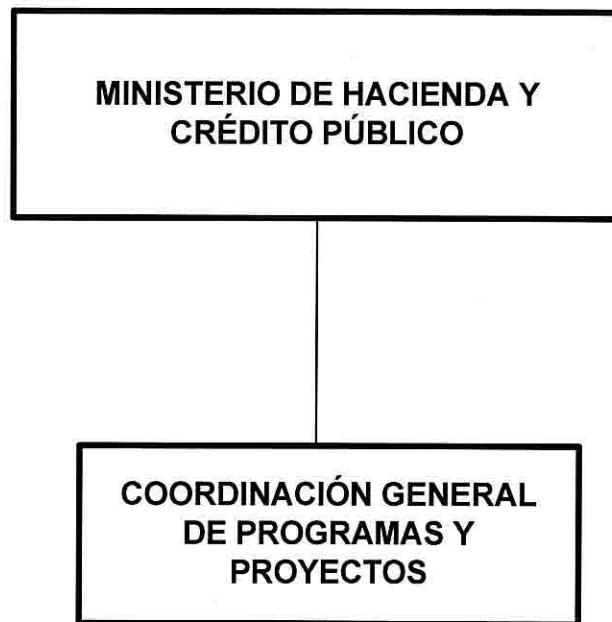 MINISTERIO DE HACIENDA Y
CRÉDITO PÚBLICO
COORDINACIÓN GENERAL
DE PROGRAMAS Y
PROYECTOS